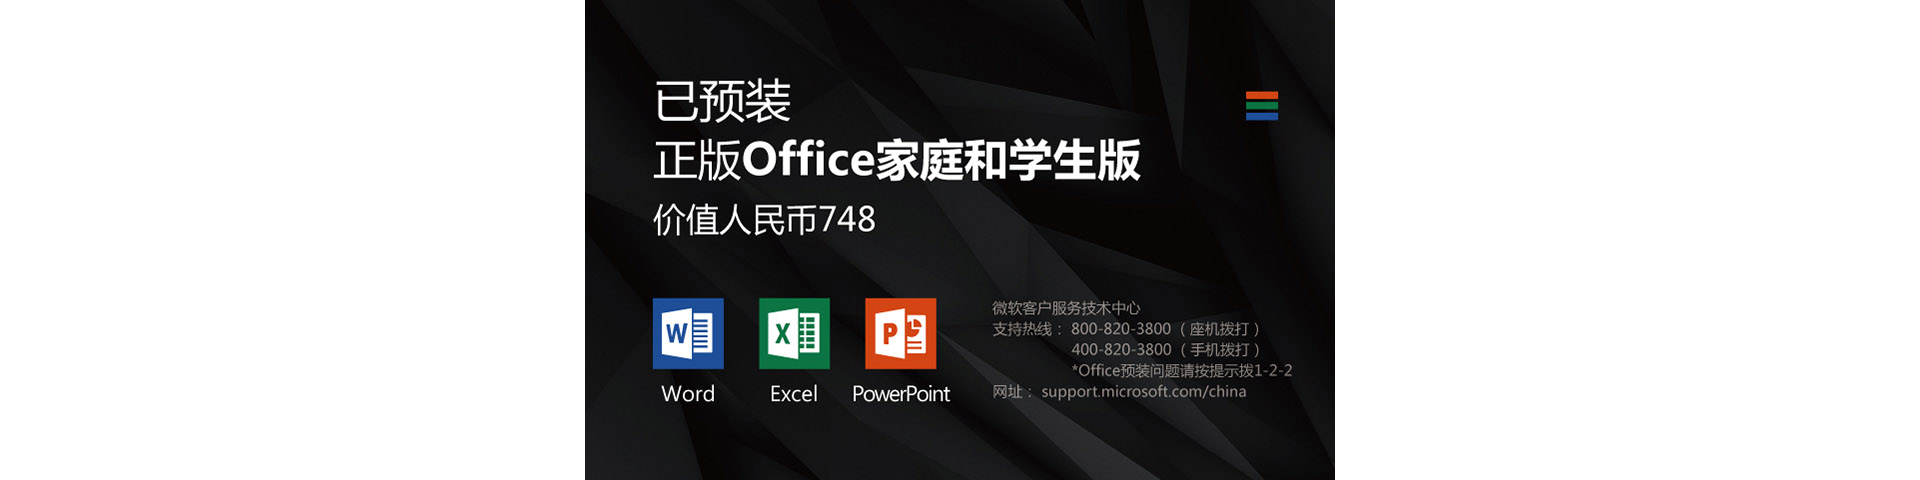 已预装
正版Office家庭和学生版
价值人民币748
W
X
P
Word
Excel
PowerPoint
微软客户服务技术中心
支持热线： 800-820-3800（座机拨打）
400-820-3800（手机拨打）
*Office预装问题请按提示拨1-2-2
网址： support.microsoft.com/china